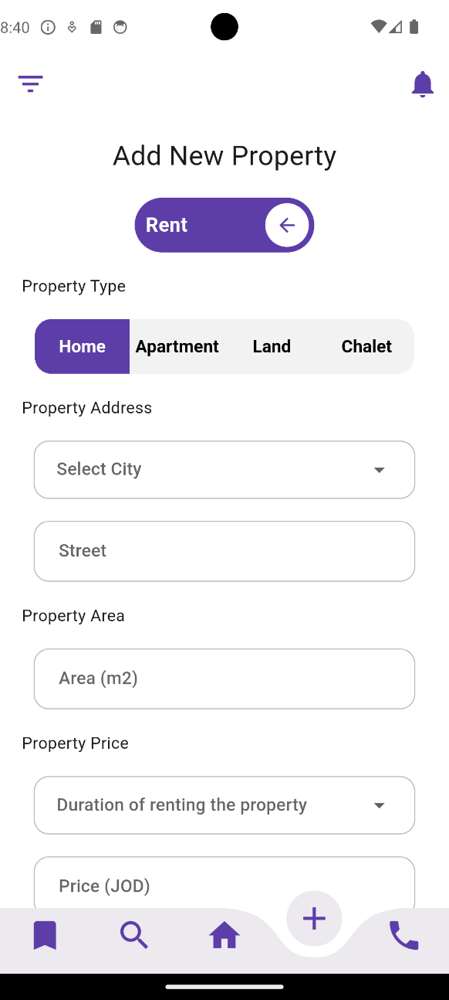 8:40
Add New Property
Rent
Property Type
Home Apartment Land Chalet
Property Address
Select City
Street
Property Area
Area (m2)
Property Price
Duration of renting the property
Price (JOD)